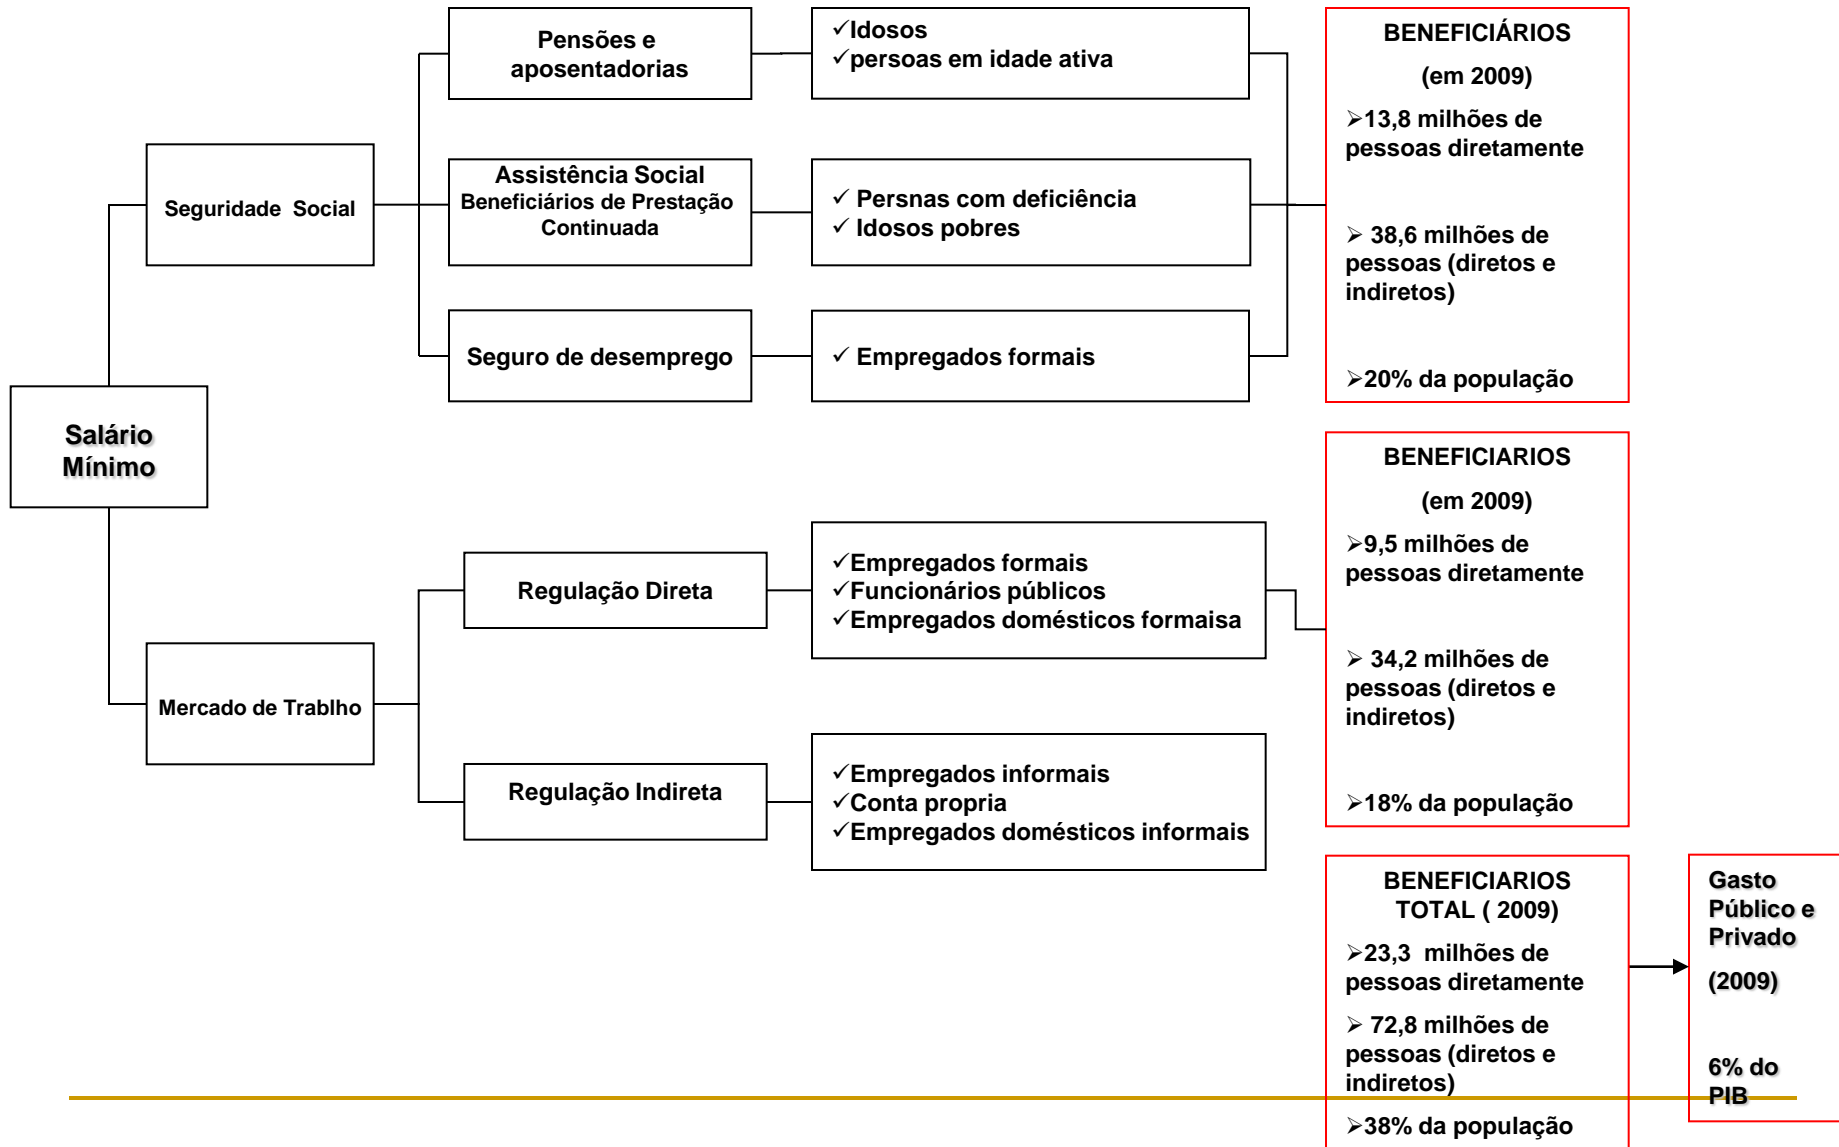 Salário
Mínimo
Seguridade  Social
Pensões e
aposentadorias
✓Idosos
✓persoas em idade ativa
Assistência Social
Beneficiários de Prestação
Continuada
✓ Persnas com deficiência
✓ Idosos pobres
Seguro de desemprego
✓ Empregados formais
BENEFICIÁRIOS
(em 2009)
➢13,8 milhões de
pessoas diretamente
➢ 38,6 milhões de
pessoas (diretos e
indiretos)
➢20% da população
Mercado de Trablho
Regulação Direta
✓Empregados formais
✓Funcionários públicos
✓Empregados domésticos formaisa
Regulação Indireta
✓Empregados informais
✓Conta propria
✓Empregados domésticos informais
BENEFICIARIOS
(em 2009)
➢9,5 milhões de
pessoas diretamente
➢ 34,2 milhões de
pessoas (diretos e
indiretos)
➢18% da população
BENEFICIARIOS
TOTAL ( 2009)
➢23,3  milhões de
pessoas diretamente
➢ 72,8 milhões de
pessoas (diretos e
indiretos)
➢38% da população
Gasto
Público e
Privado
(2009)
6% do
PIB